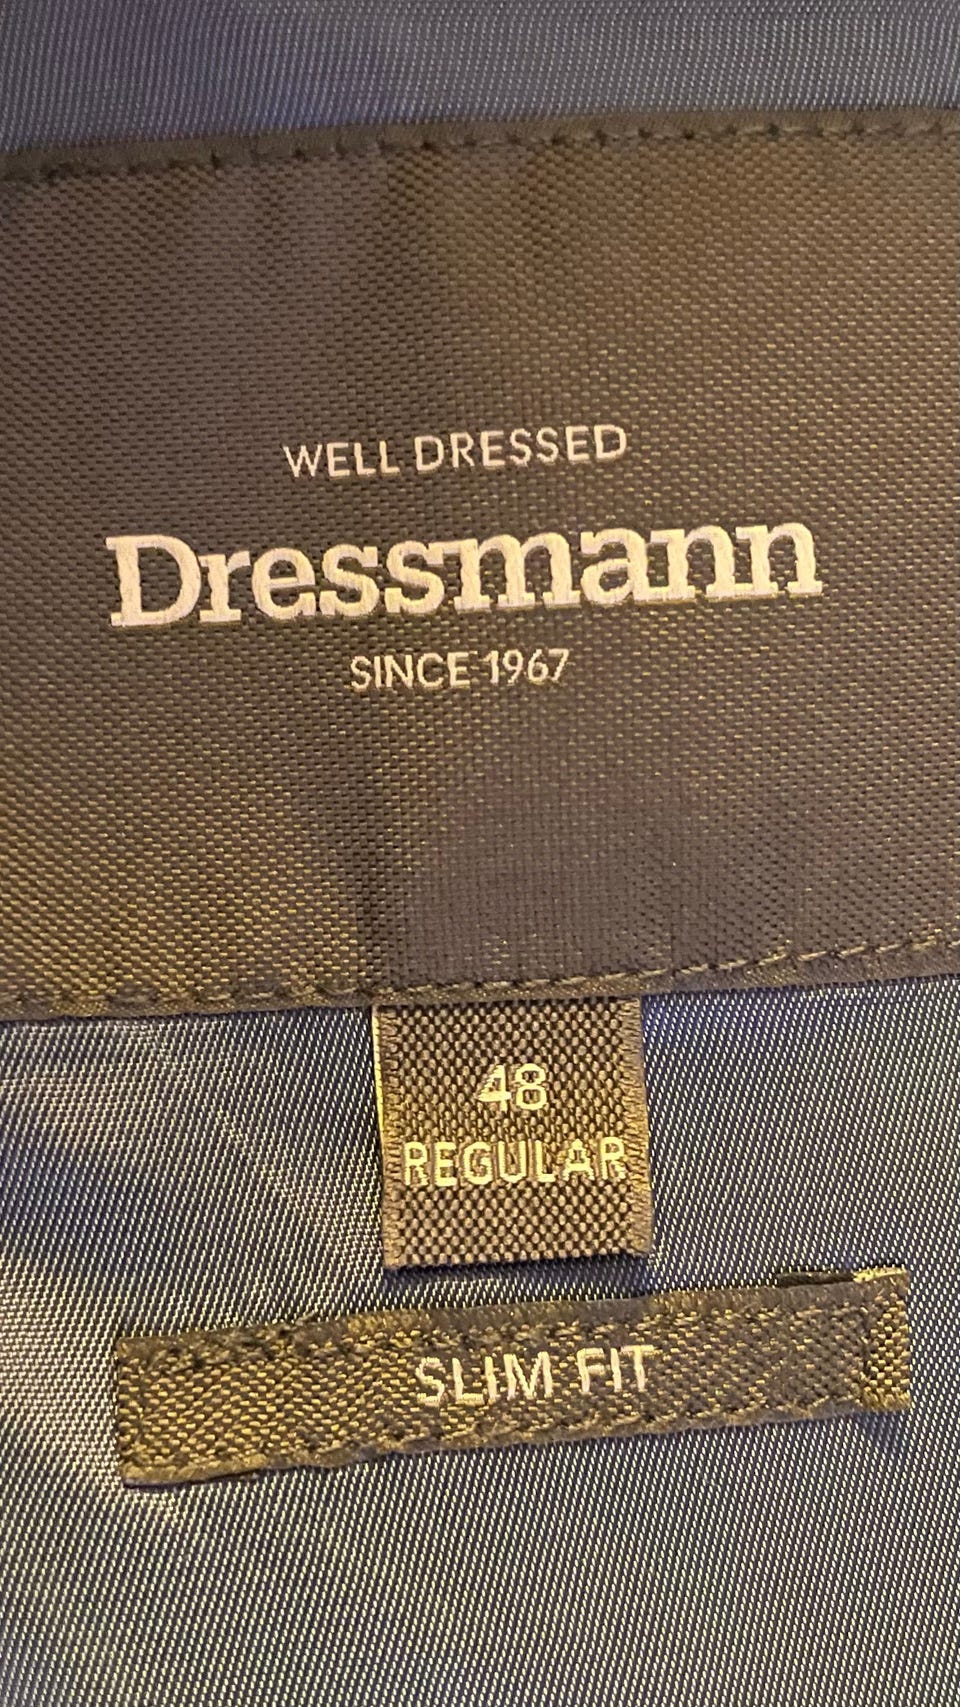 WELL DRESSED
Dressmann
SINCE 1967
48
REGULAR
SLIM FIT